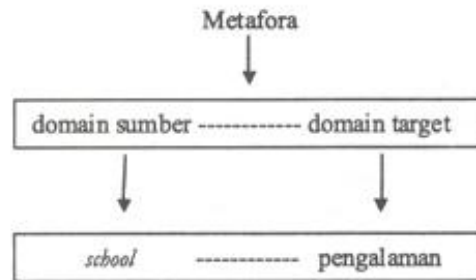 Metafora
domain sumber ------------ domain target
school ------------ pengalaman